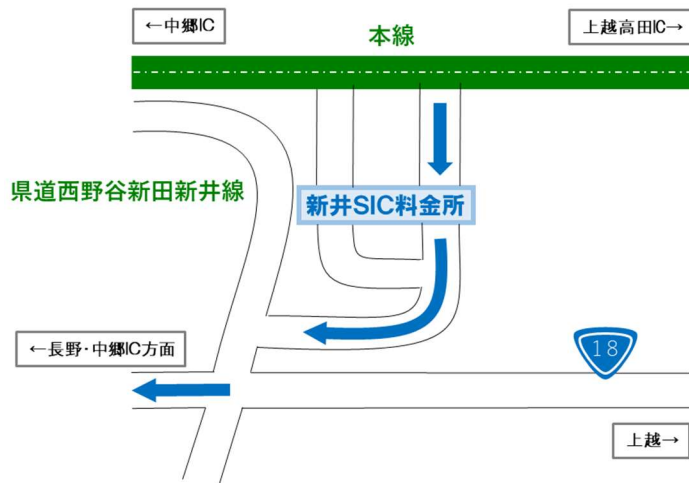 ←中郷IC
本線
上越高田IC→
県道西野谷新田新井線
新井SIC料金所
←長野・中郷IC方面
18
上越→